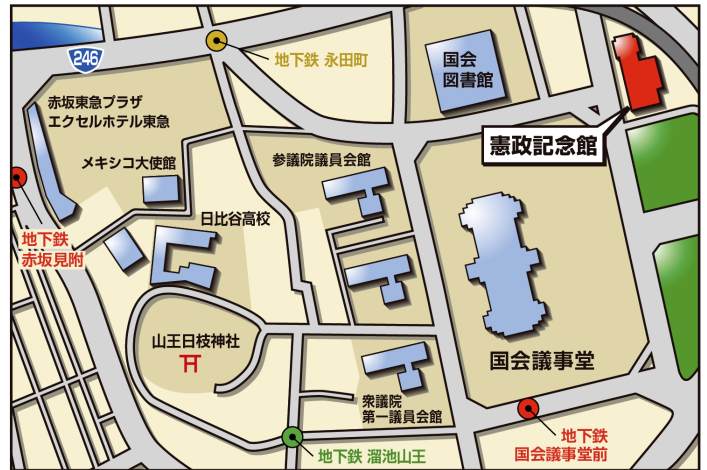 246
地下鉄 永田町
国会
図書館
赤坂東急プラザ
エクセルホテル東急
憲政記念館
メキシコ大使館
参議院議員会館
日比谷高校
地下鉄
赤坂見附
山王日枝神社
国会議事堂
衆議院
第一議員会館
地下鉄
国会議事堂前
地下鉄 溜池山王